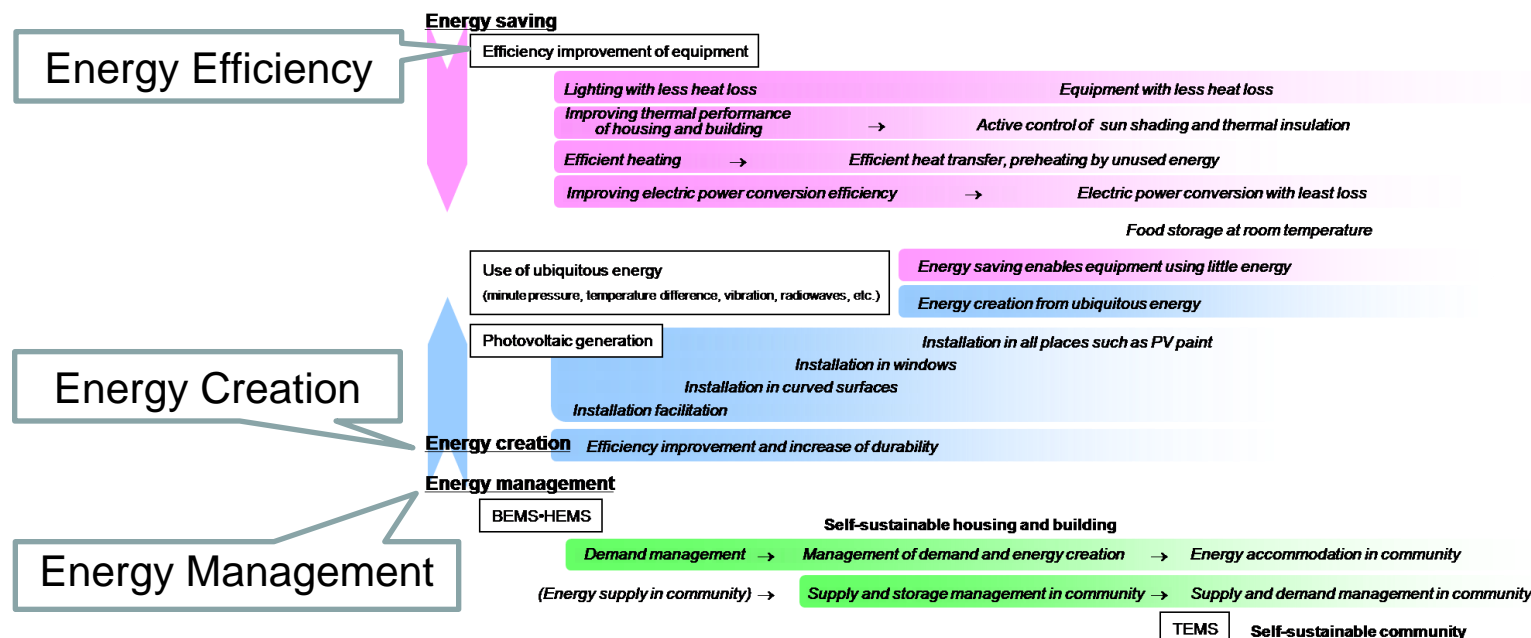 Energy saving
Energy Efficiency
Efficiency improvement of equipment
Lighting with less heat loss Equipment with less heat loss
Improving thermal performance
of housing and building → Active control of sun shading and thermal insulation
Efficient heating → Efficient heat transfer, preheating by unused energy
Improving electric power conversion efficiency → Electric power conversion with least loss
Food storage at room temperature
Use of ubiquitous energy
(minute pressure, temperature difference, vibration, radiowaves, etc.)
Energy saving enables equipment using little energy
Energy creation from ubiquitous energy
Photovoltaic generation
Installation in all places such as PV paint
Installation in windows
Installation in curved surfaces
Installation facilitation
Energy Creation
Energy creation Efficiency improvement and increase of durability
Energy management
Energy Management
BEMS•HEMS
Self-sustainable housing and building
Demand management → Management of demand and energy creation → Energy accommodation in community
(Energy supply in community) → Supply and storage management in community → Supply and demand management in community
TEMS Self-sustainable community